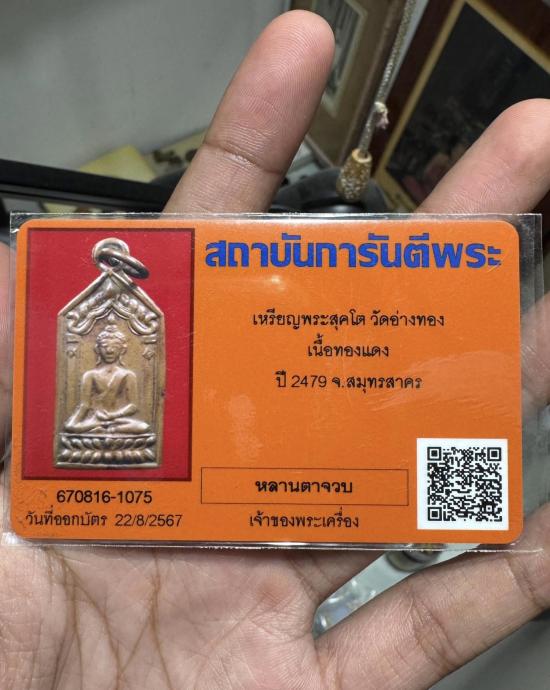 สถาบันการันตีพระ
เหรียญพระสุคโต วัดอ่างทอง
เนื้อทองแดง
ปี 2479 จ.สมุทรสาคร
หลานตาจวบ
เจ้าของพระเครื่อง
670816-1075
วันที่ออกบัตร 22/8/2567